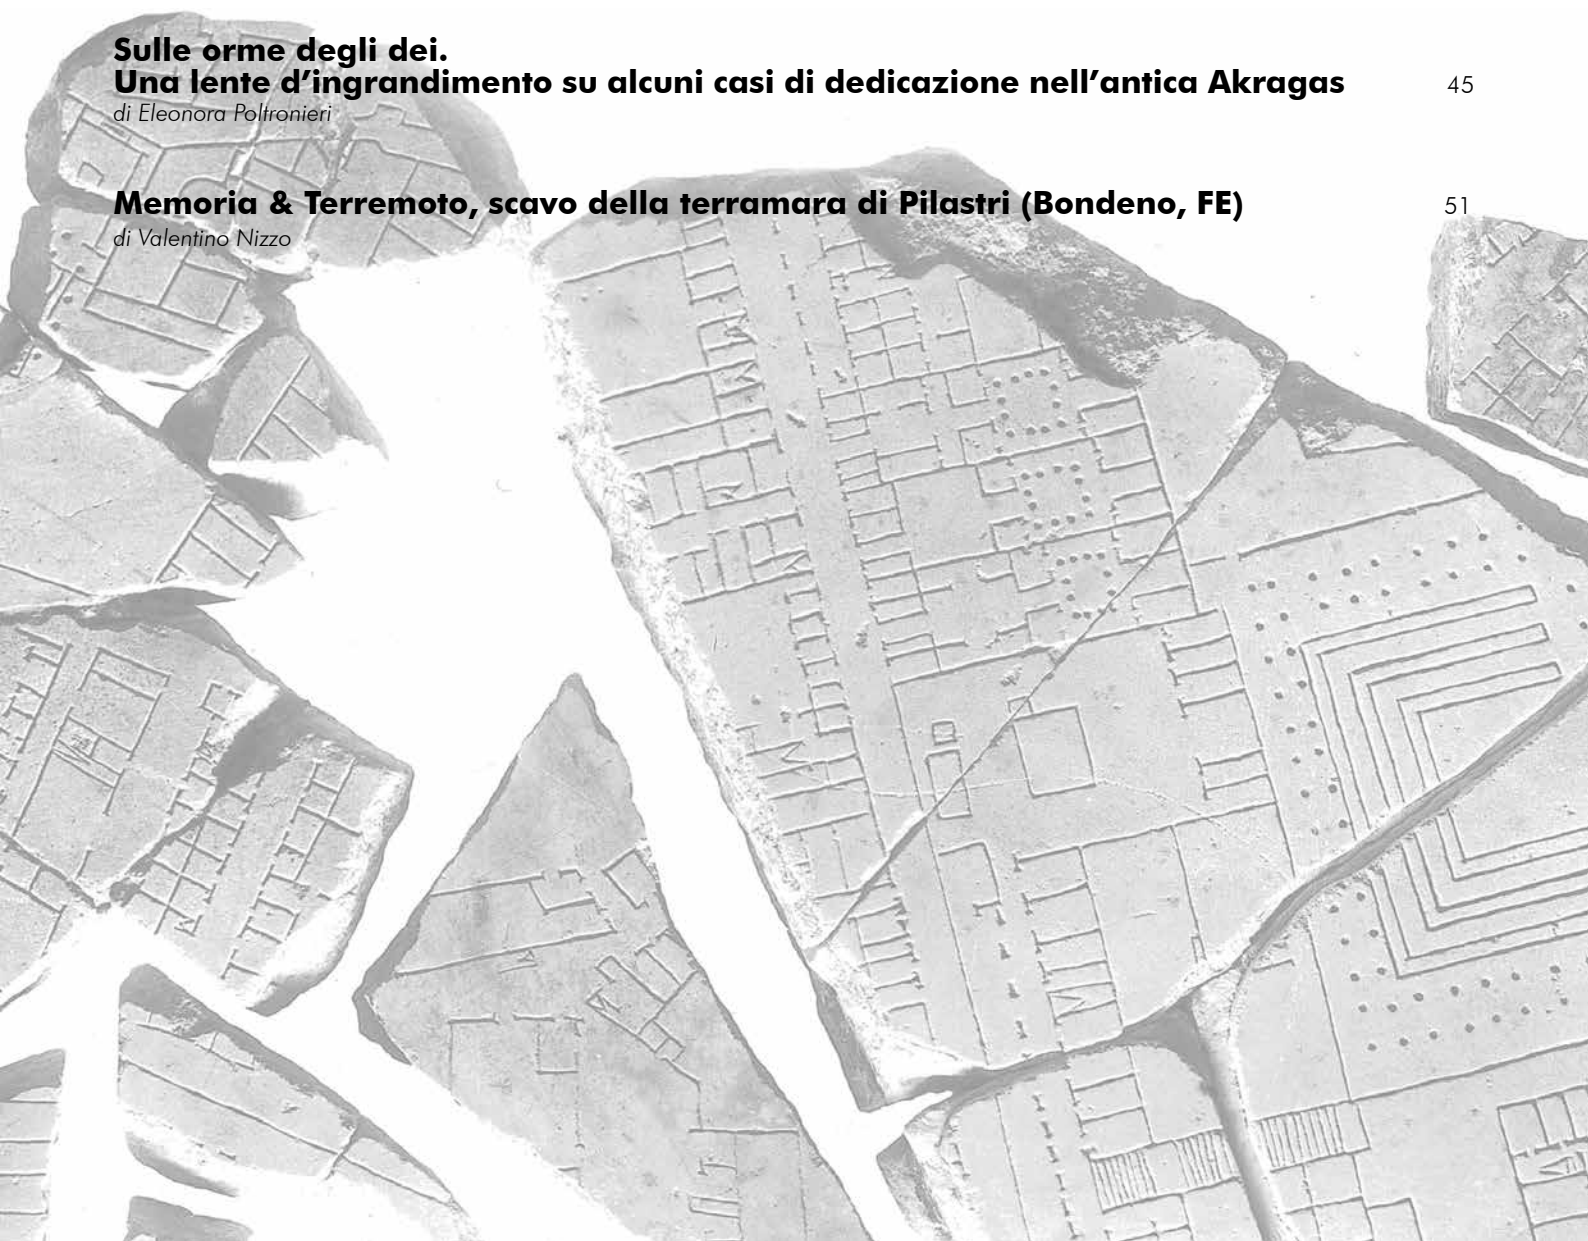 Sulle orme degli dei.
Una lente d’ingrandimento su alcuni casi di dedicazione nell’antica Akragas 45
di Eleonora Poltronieri
Memoria & Terremoto, scavo della terramara di Pilastri (Bondeno, FE) 51
di Valentino Nizzo